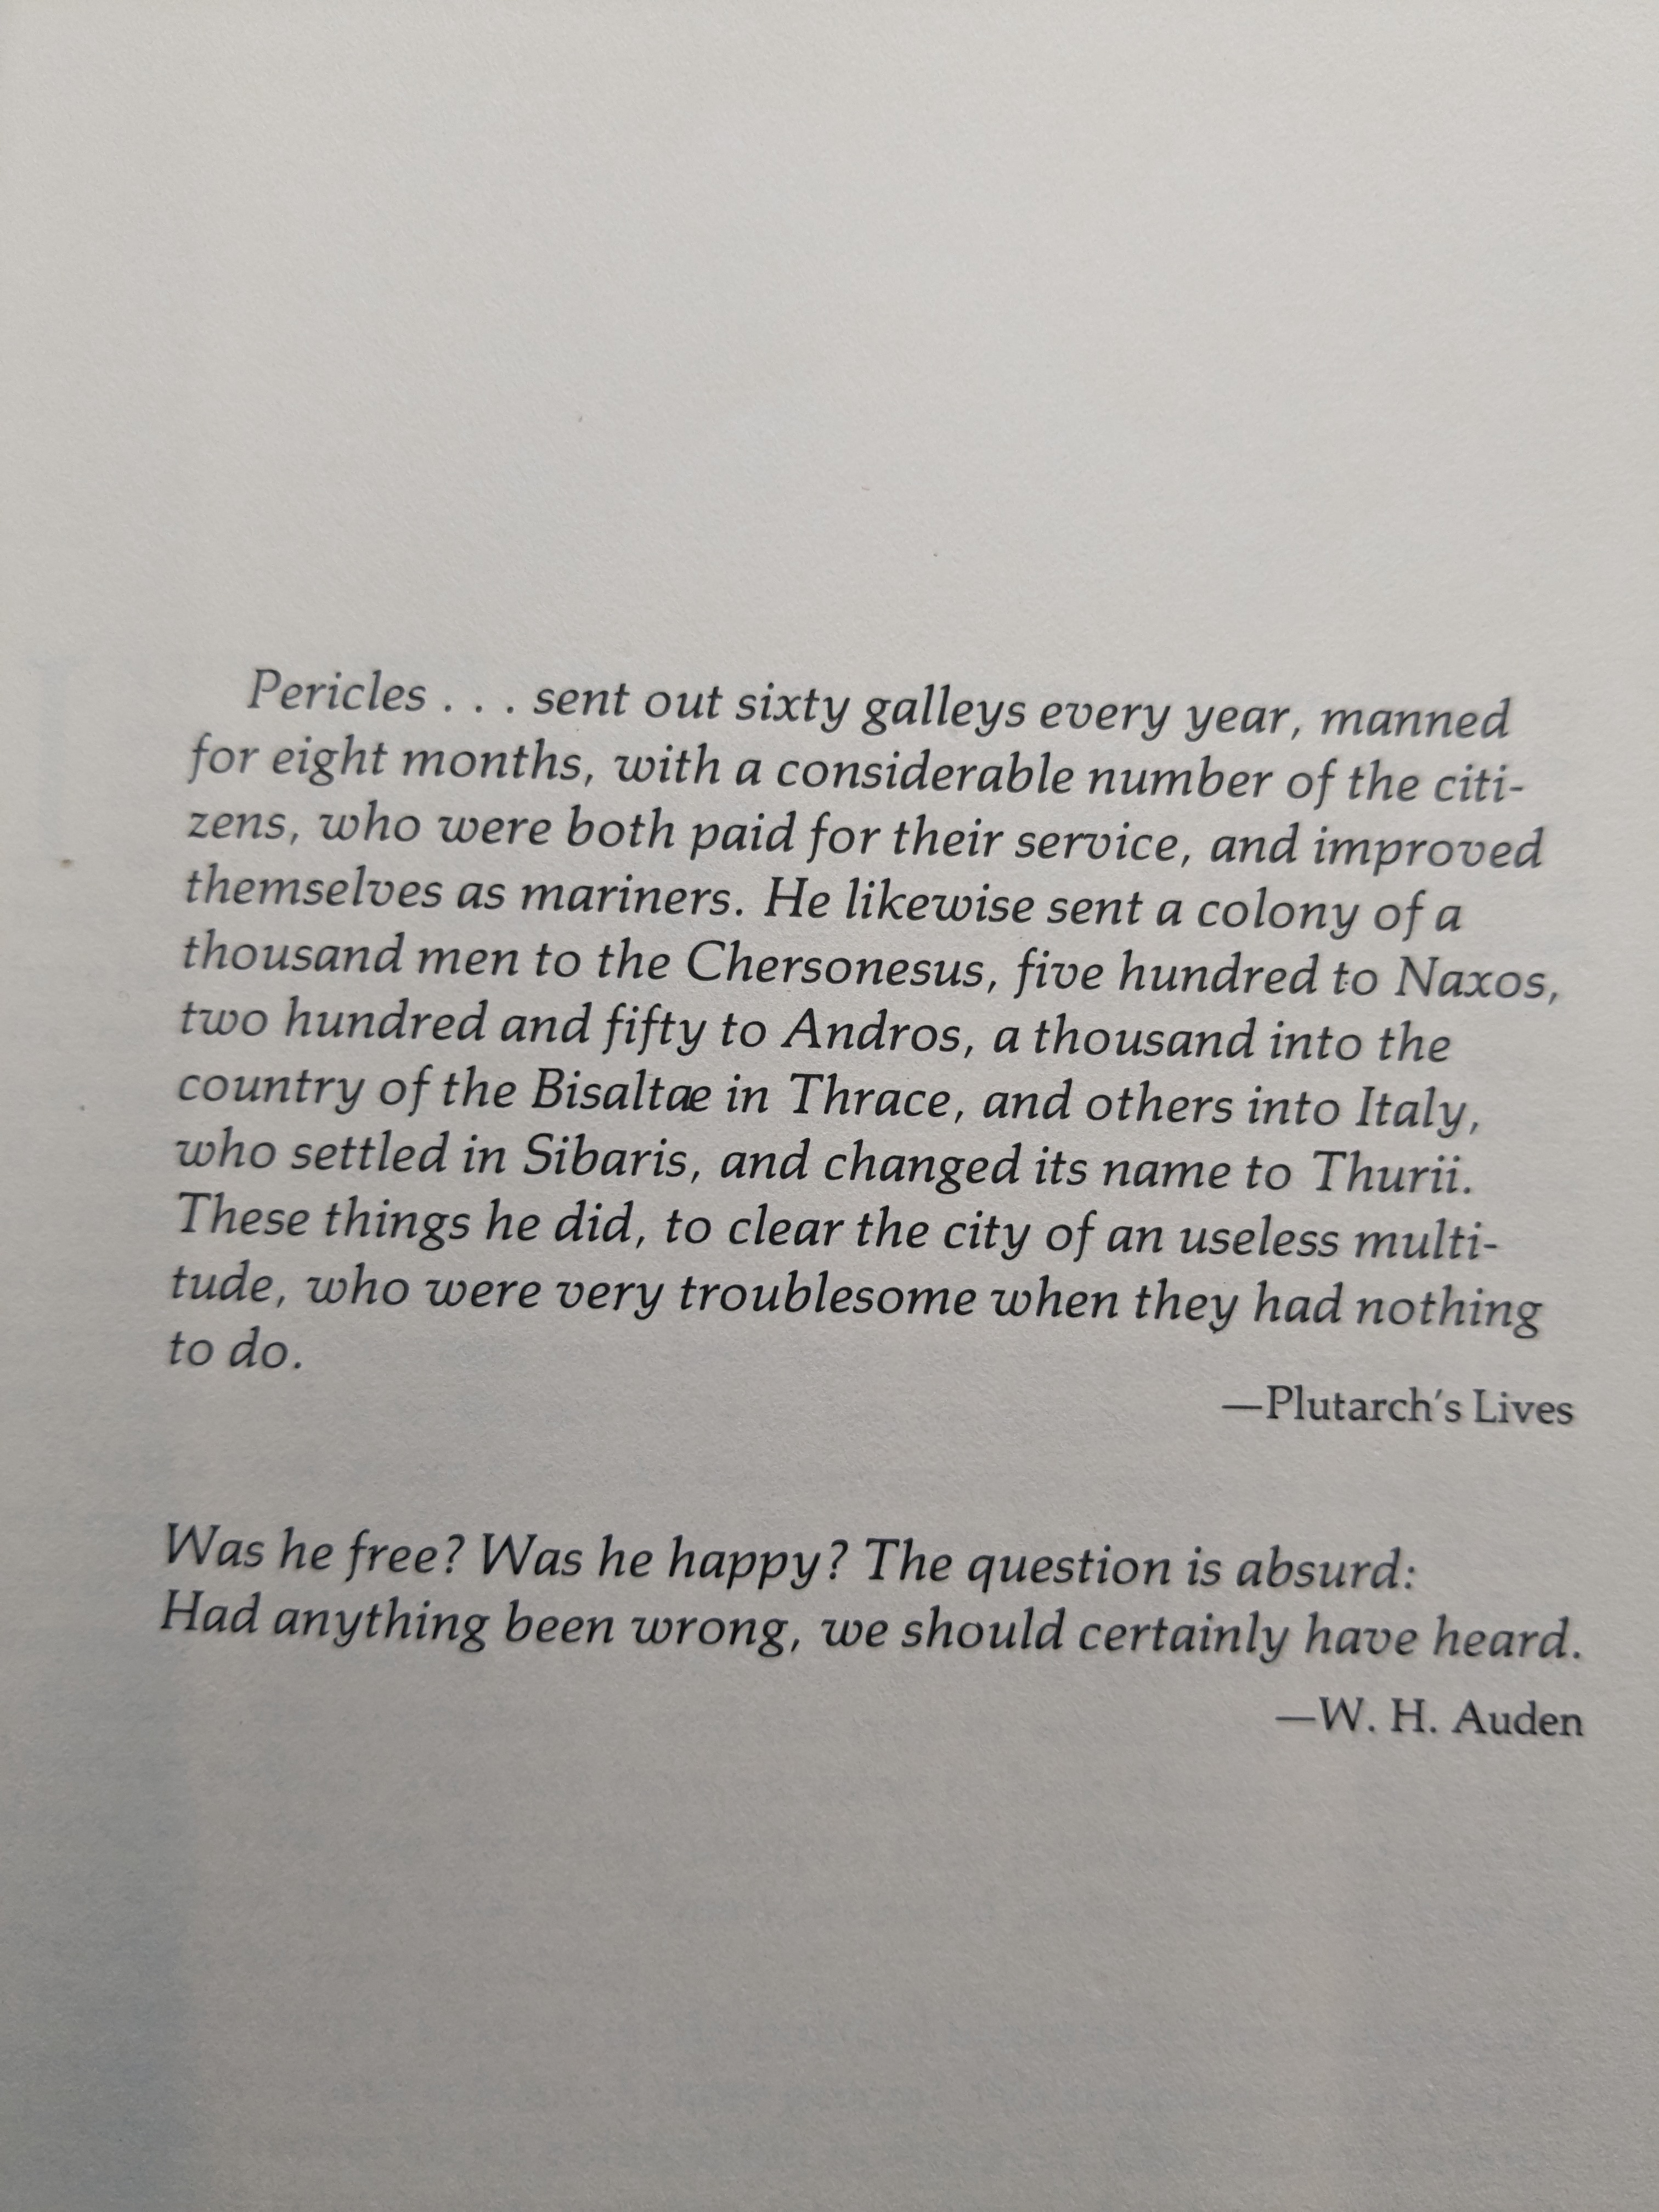 Pericles . . . sent out sixty galleys every year, manned
for eight months, with a considerable number of the citi-
zens, who were both paid for their service, and improved
themselves as mariners. He likewise sent a colony of a
thousand men to the Chersonesus, five hundred to Naxos,
two hundred and fifty to Andros, a thousand into the
country of the Bisaltæ in Thrace, and others into Italy,
who settled in Sibaris, and changed its name to Thurii.
These things he did, to clear the city of an useless multi-
tude, who were very troublesome when they had nothing
to do.
—Plutarch's Lives
Was he free? Was he happy? The question is absurd:
Had anything been wrong, we should certainly have heard.
—W. H. Auden